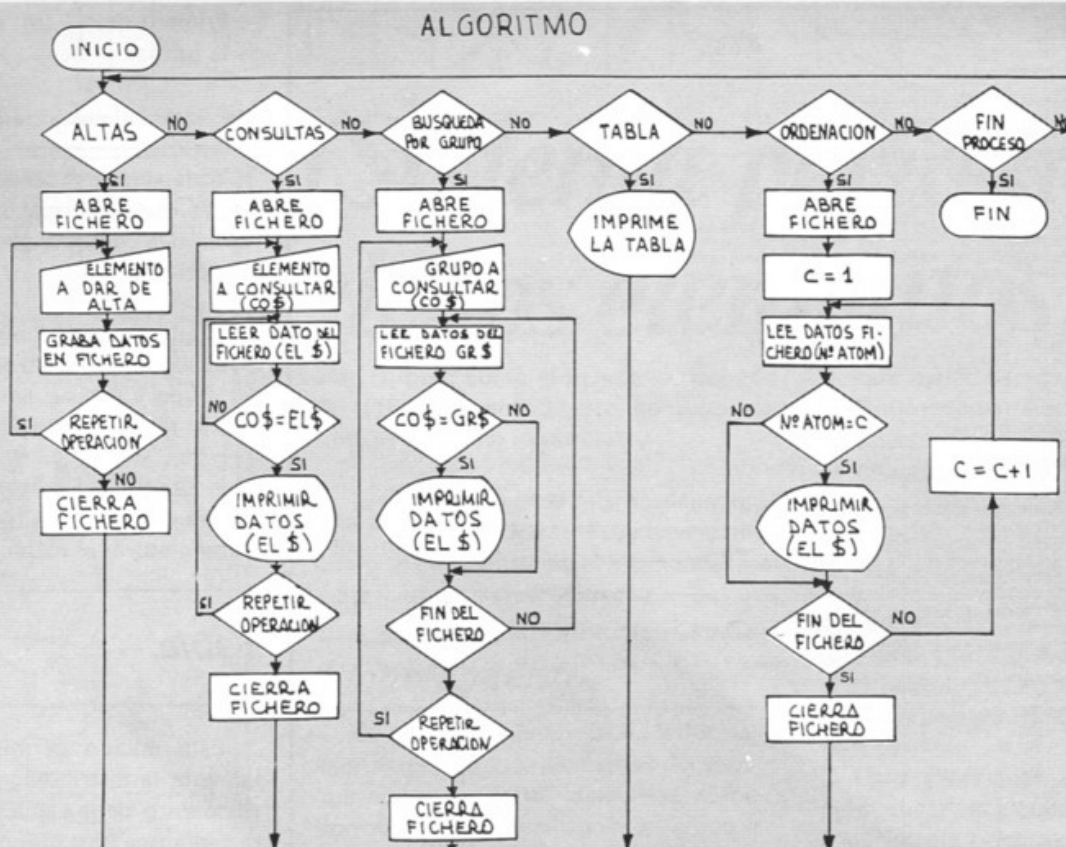 ALGORITMO
INICIO
ALTAS
NO
CONSULTAS
NO
BUSQUEDA
POR GRUPO
NO
TABLA
NO
ORDENACION
NO
FIN
PROCESO
NO
SI
ABRE
FICHERO
ELEMENTO
A DAR DE
ALTA
GRABA DATOS
EN FICHERO
SI
REPETIR
OPERACION
NO
CIERRA
FICHERO
SI
ABRE
FICHERO
ELEMENTO
A CONSULTAR
(CO$)
LEER DATO DEL
FICHERO (EL $)
NO
CO$=EL$
SI
IMPRIMIR
DATOS
(EL $)
SI
REPETIR
OPERACION
CIERRA
FICHERO
SI
ABRE
FICHERO
GRUPO A
CONSULTAR
(CO$)
LEE DATOS DEL
FICHERO GR$
CO$=GR$
NO
SI
IMPRIMIR
DATOS
(EL $)
FIN DEL
FICHERO
NO
SI
REPETIR
OPERACION
CIERRA
FICHERO
SI
IMPRIME
LA TABLA
SI
ABRE
FICHERO
C=1
LEE DATOS FI-
CHERO(Nº ATOM)
NO
Nº ATOM=C
SI
IMPRIMIR
DATOS
(EL $)
FIN DEL
FICHERO
NO
C=C+1
SI
CIERRA
FICHERO
SI
FIN